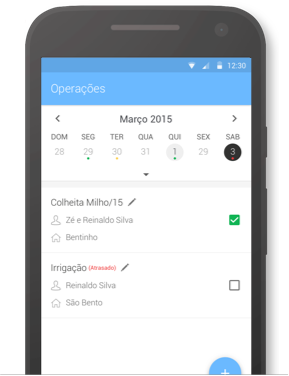 12:30
Operações
Março 2015
DOM SEG TER QUA QUI SEX SAB
28 29 30 31 1 29 3
Colheita Milho/15
Zé e Reinaldo Silva
Bentinho
Irrigação (Atrasado)
Reinaldo Silva
São Bento
+